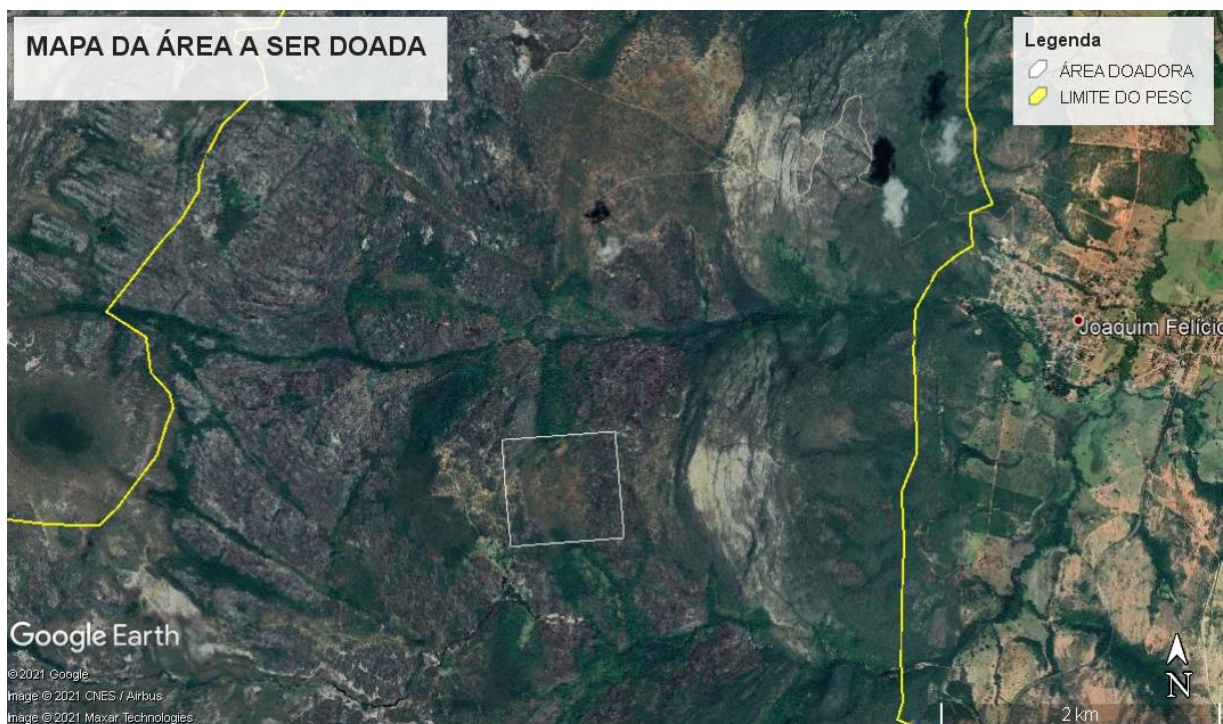 MAPA DA ÁREA A SER DOADA
Legenda
ÁREA DOADORA
LIMITE DO PESC
Joaquim Felício
Google Earth
© 2021 Google
Image © 2021 CNES / Airbus
Image © 2021 Maxar Technologies
N
2 km